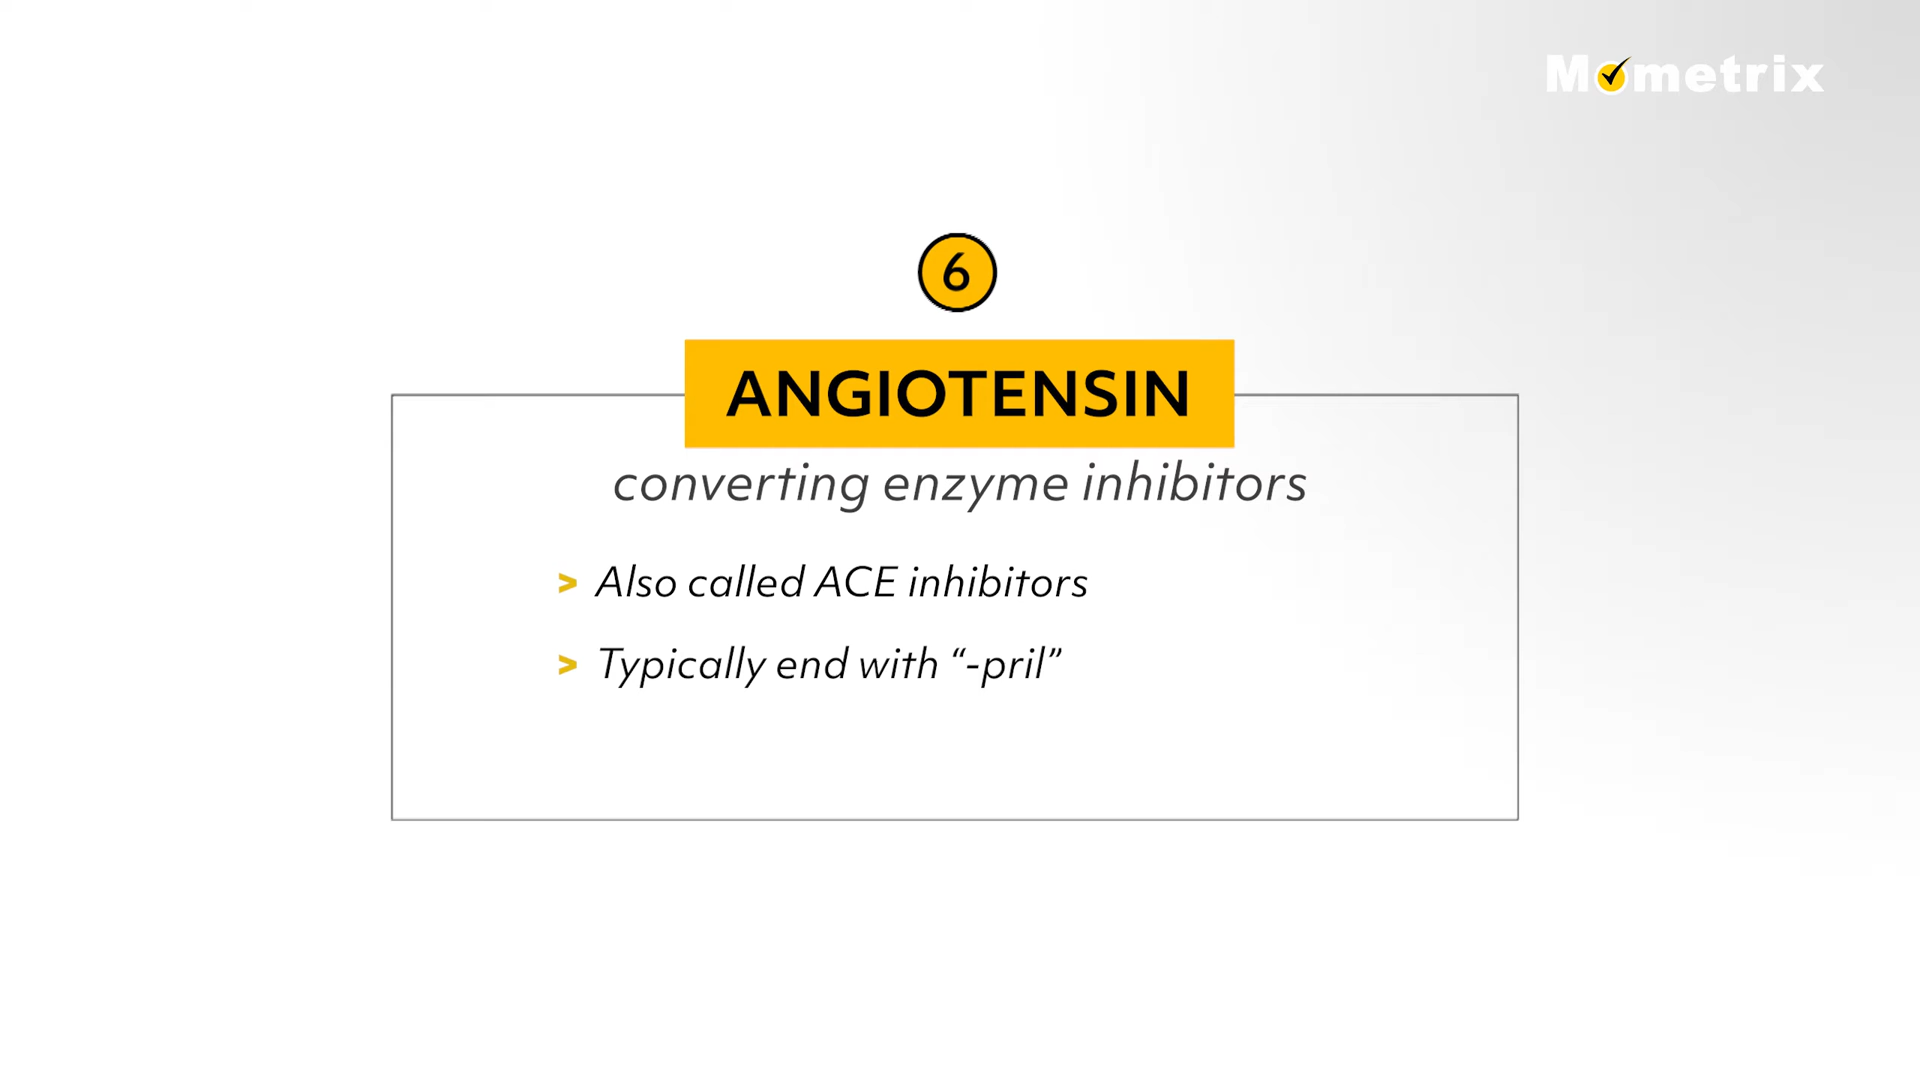 Mometrix
6
ANGIOTENSIN
converting enzyme inhibitors
> Also called ACE inhibitors
> Typically end with “-pril”